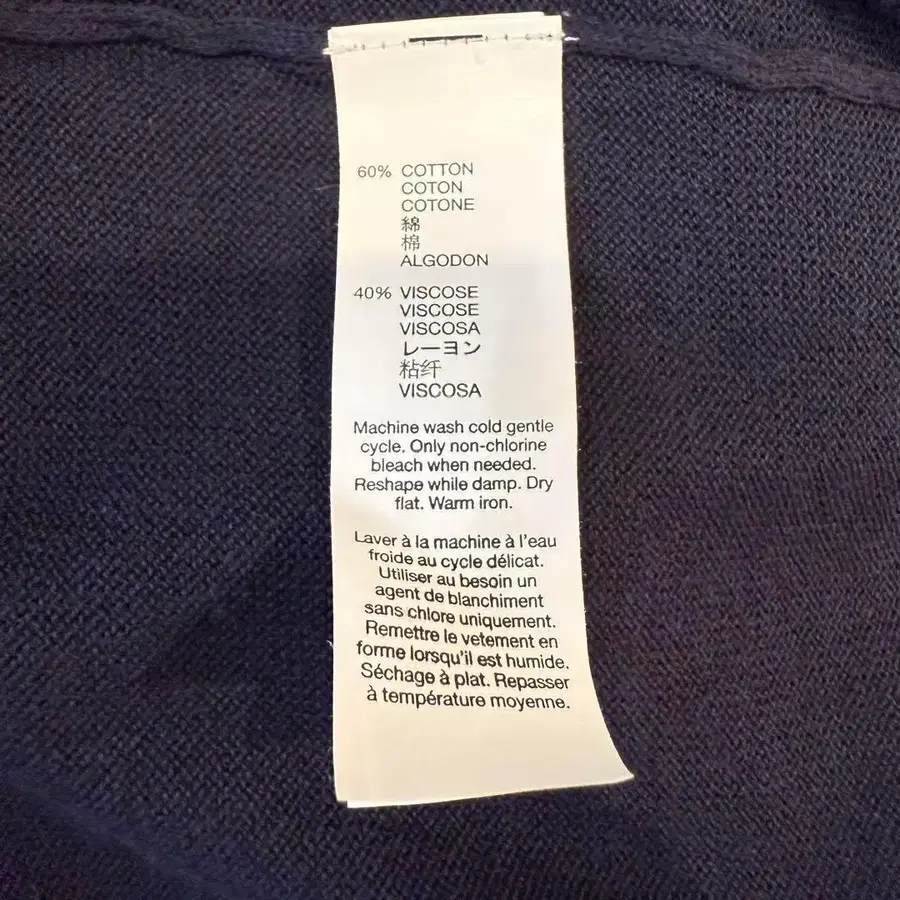 60% COTTON
COTON
COTONE
綿
棉
ALGODON
40% VISCOSE
VISCOSE
VISCOSA
レーヨン
粘纤
VISCOSA
Machine wash cold gentle
cycle. Only non-chlorine
bleach when needed.
Reshape while damp. Dry
flat. Warm iron.
Laver à la machine à l'eau
froide au cycle délicat.
Utiliser au besoin un
agent de blanchiment
sans chlore uniquement.
Remettre le vetement en
forme lorsqu'il est humide.
Séchage à plat. Repasser
à température moyenne.